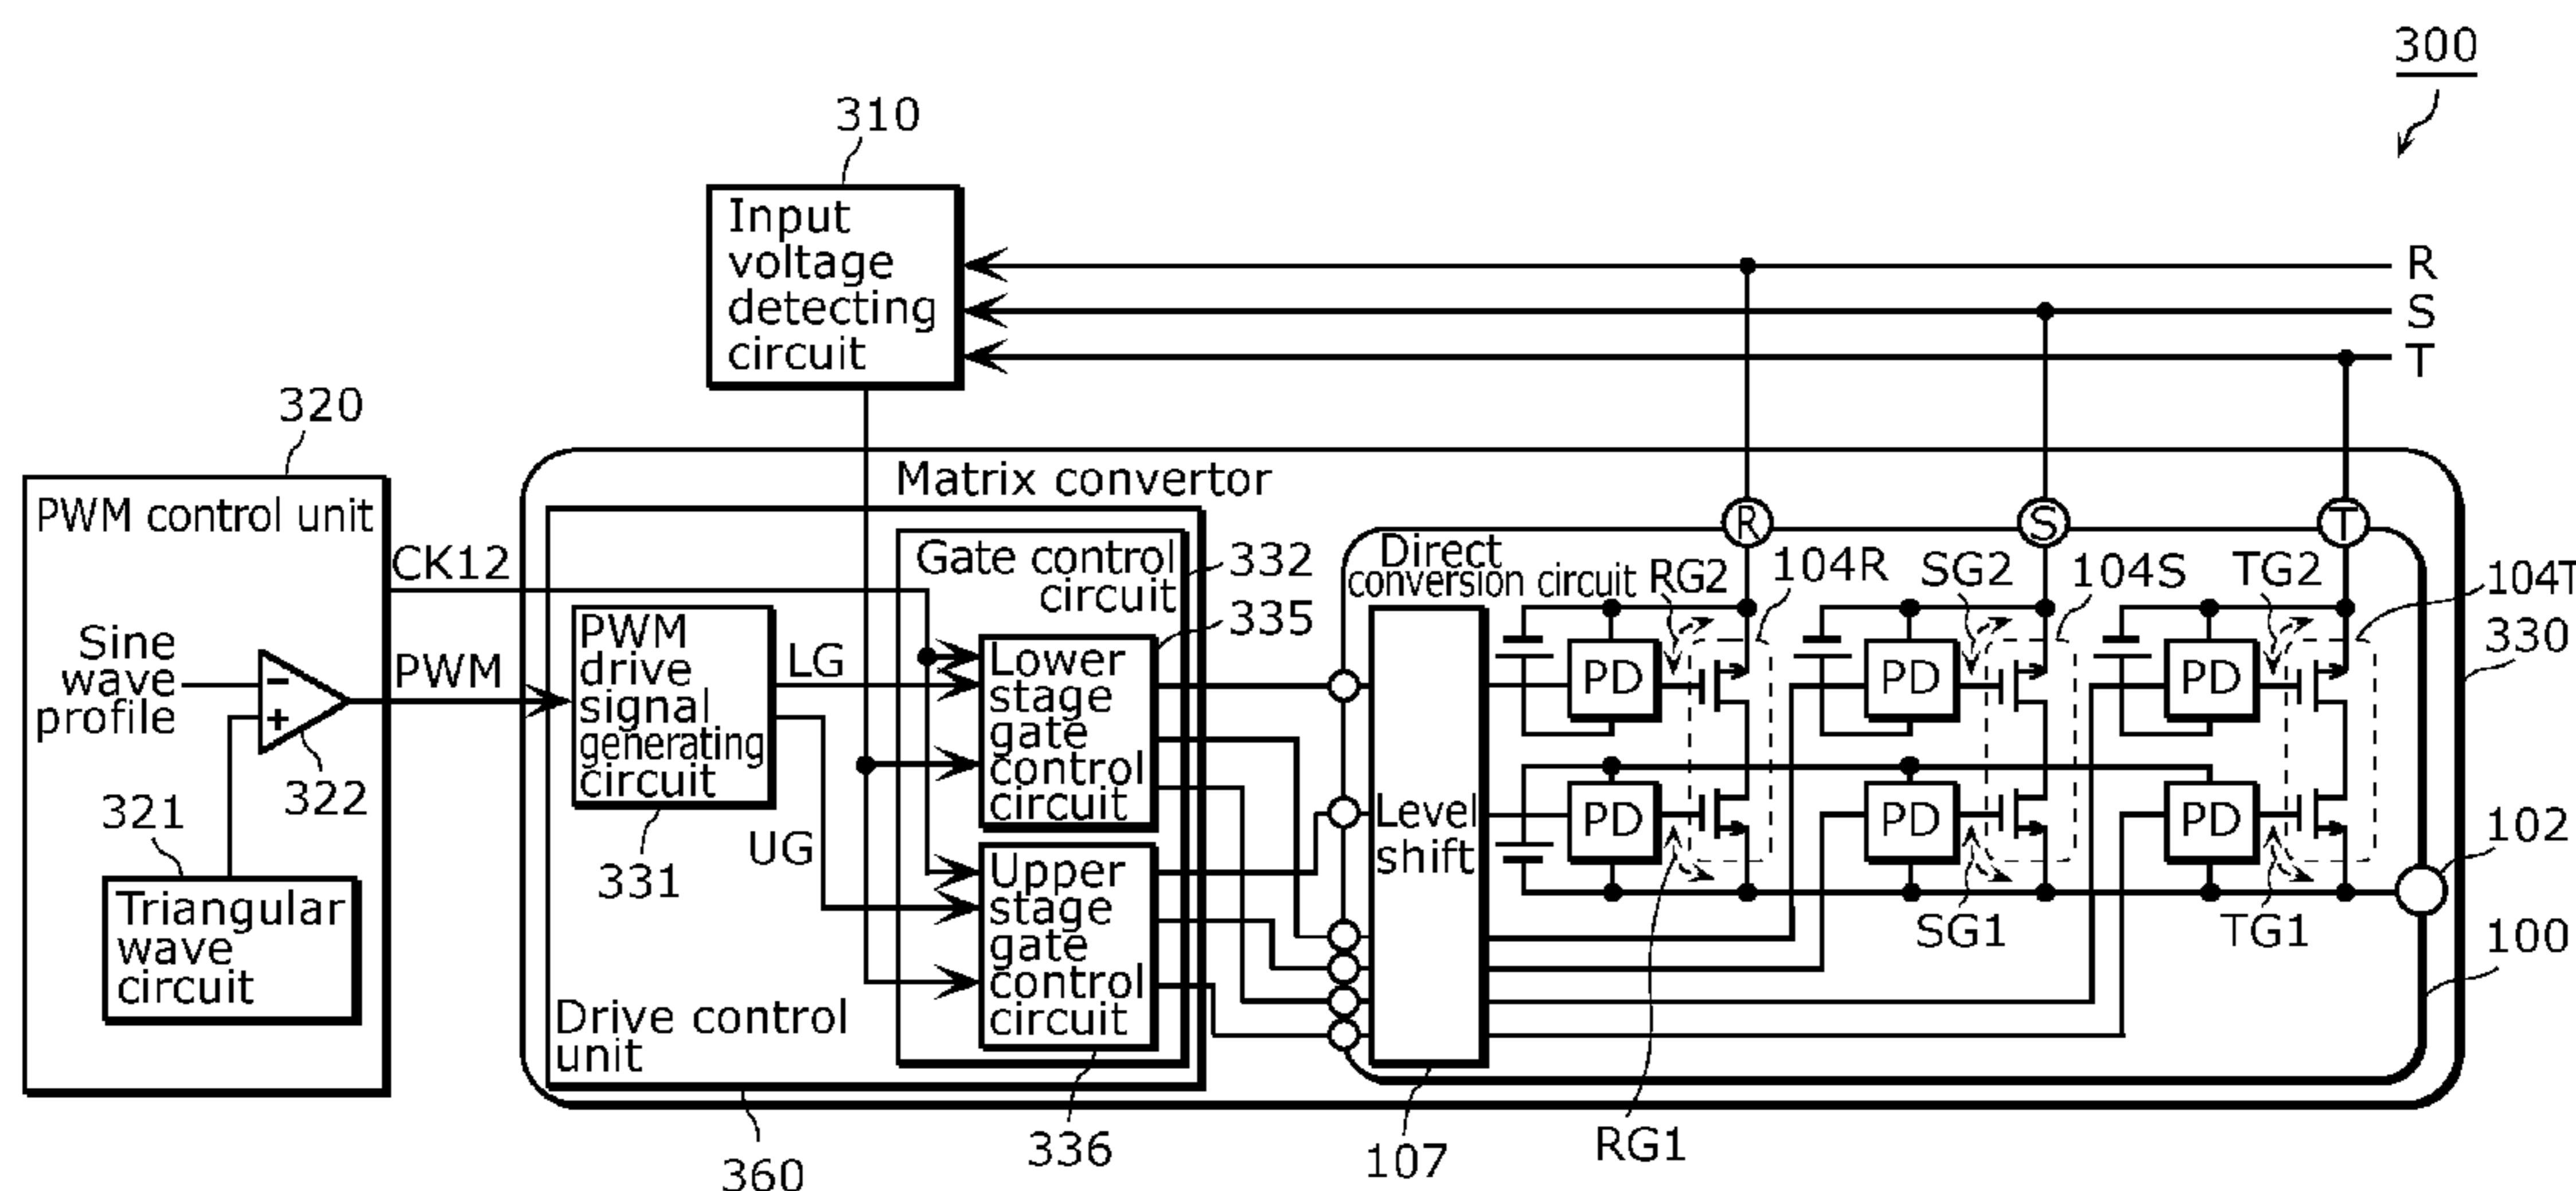 300
310
Input
voltage
detecting
circuit
R
S
T
320
PWM control unit
Sine
wave
profile
−
+
322
321
Triangular
wave
circuit
CK12
PWM
Matrix convertor
Gate control
circuit
332
335
PWM
drive
signal
generating
circuit
331
LG
UG
Lower
stage
gate
control
circuit
Upper
stage
gate
control
circuit
336
Drive control
unit
360
R
S
T
Direct
conversion circuit
RG2
104R
SG2
104S
TG2
104T
330
PD
PD
PD
Level
shift
PD
PD
PD
102
SG1
TG1
100
RG1
107